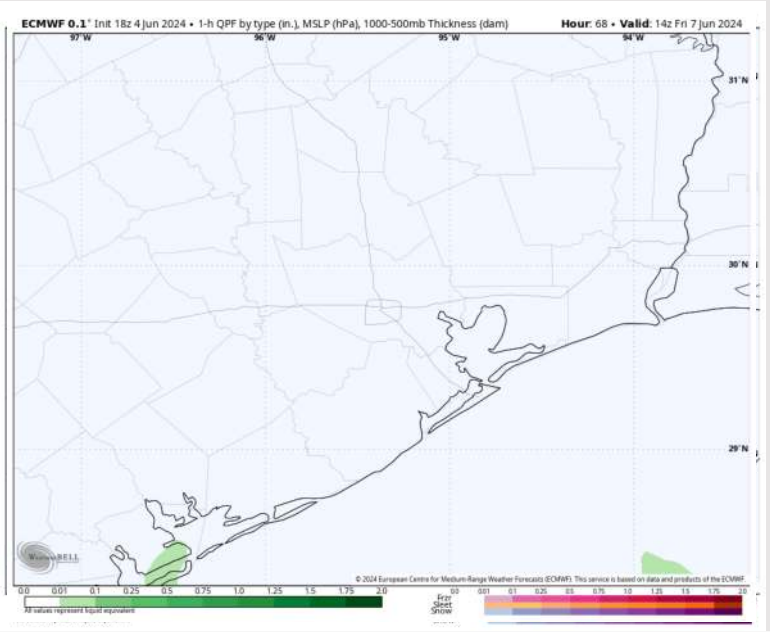 ECMWF 0.1° Init 18z 4 Jun 2024 • 1-h QPF by type (in.), MSLP (hPa), 1000-500mb Thickness (dam) Hour: 68 • Valid: 14z Fri 7 Jun 2024
97°W 96°W 95°W 94°W
31°N
30°N
29°N
WeatherBELL
© 2024 European Centre for Medium-Range Weather Forecasts (ECMWF). This service is based on data and products of the ECMWF.
0.0 0.01 0.1 0.25 0.5 0.75 1.0 1.25 1.5 1.75 2.0 0.0 0.01 0.1 0.25 0.5 0.75 1.0 1.25 1.5 1.75 2.0
All values represent liquid equivalent
Frzr
Sleet
Snow